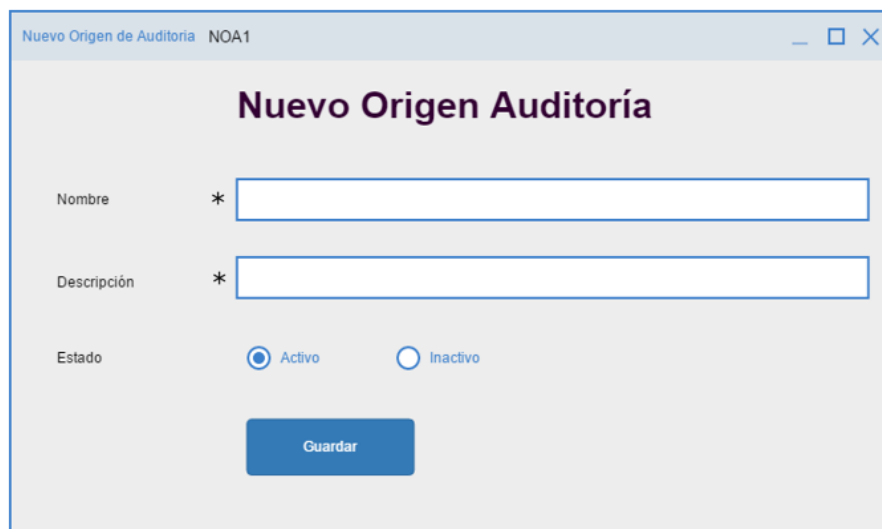 Nuevo Origen de Auditoria NOA1
Nuevo Origen Auditoría
Nombre *
Descripción *
Estado Activo Inactivo
Guardar